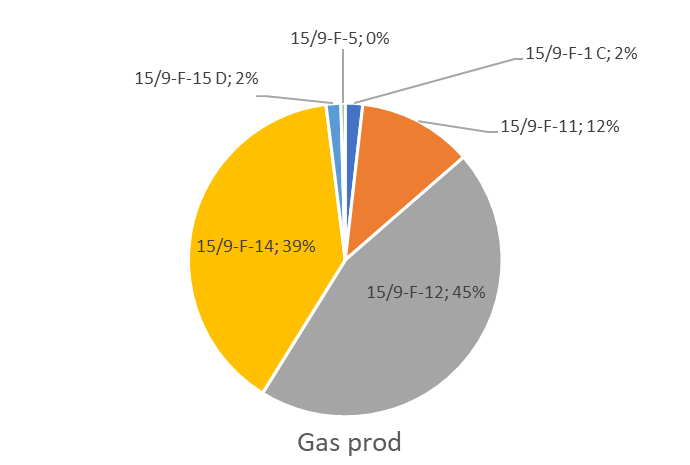 15/9-F-5; 0%
15/9-F-1 C; 2%
15/9-F-15 D; 2%
15/9-F-11; 12%
15/9-F-14; 39%
15/9-F-12; 45%
Gas prod